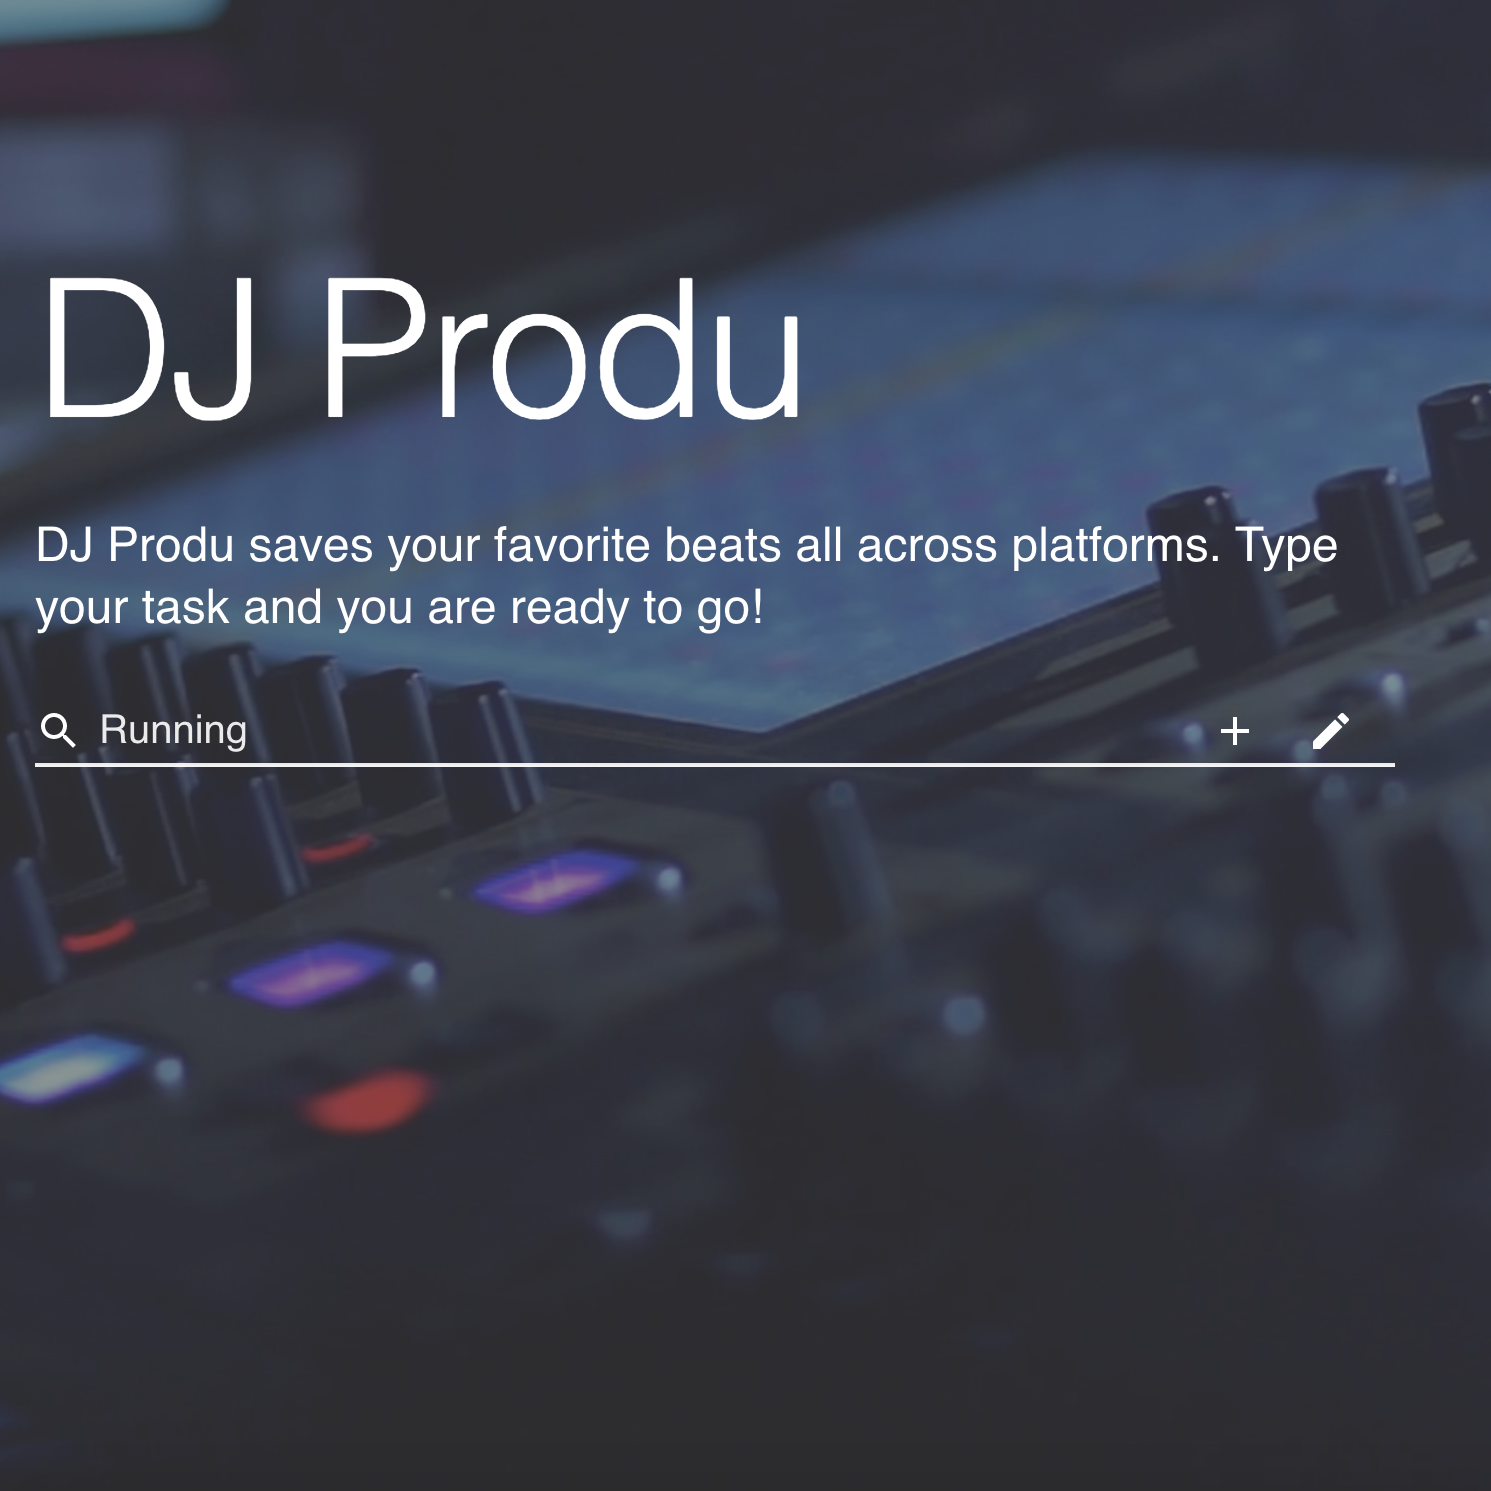 DJ Produ
DJ Produ saves your favorite beats all across platforms. Type
your task and you are ready to go!
Running